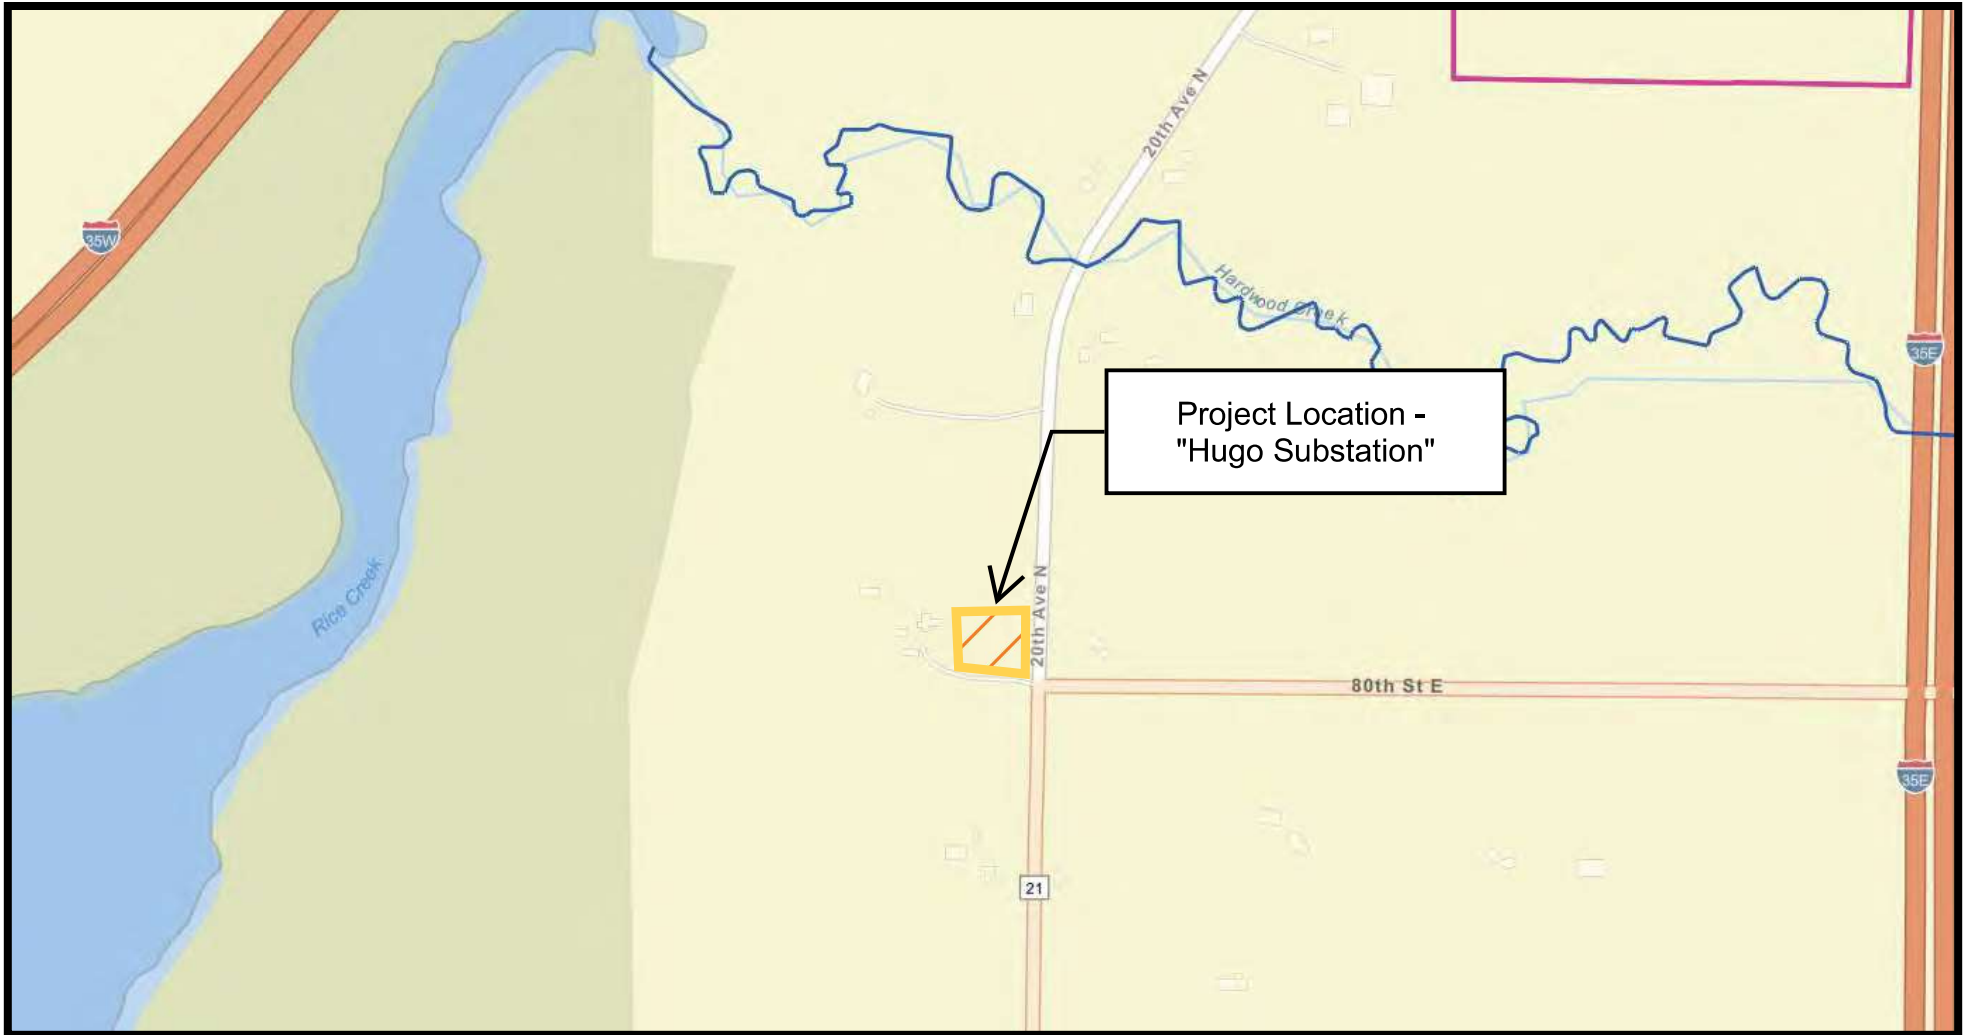 20th Ave N
35W
Hardwood Creek
35E
Project Location -
"Hugo Substation"
Rice Creek
20th Ave N
80th St E
35E
21